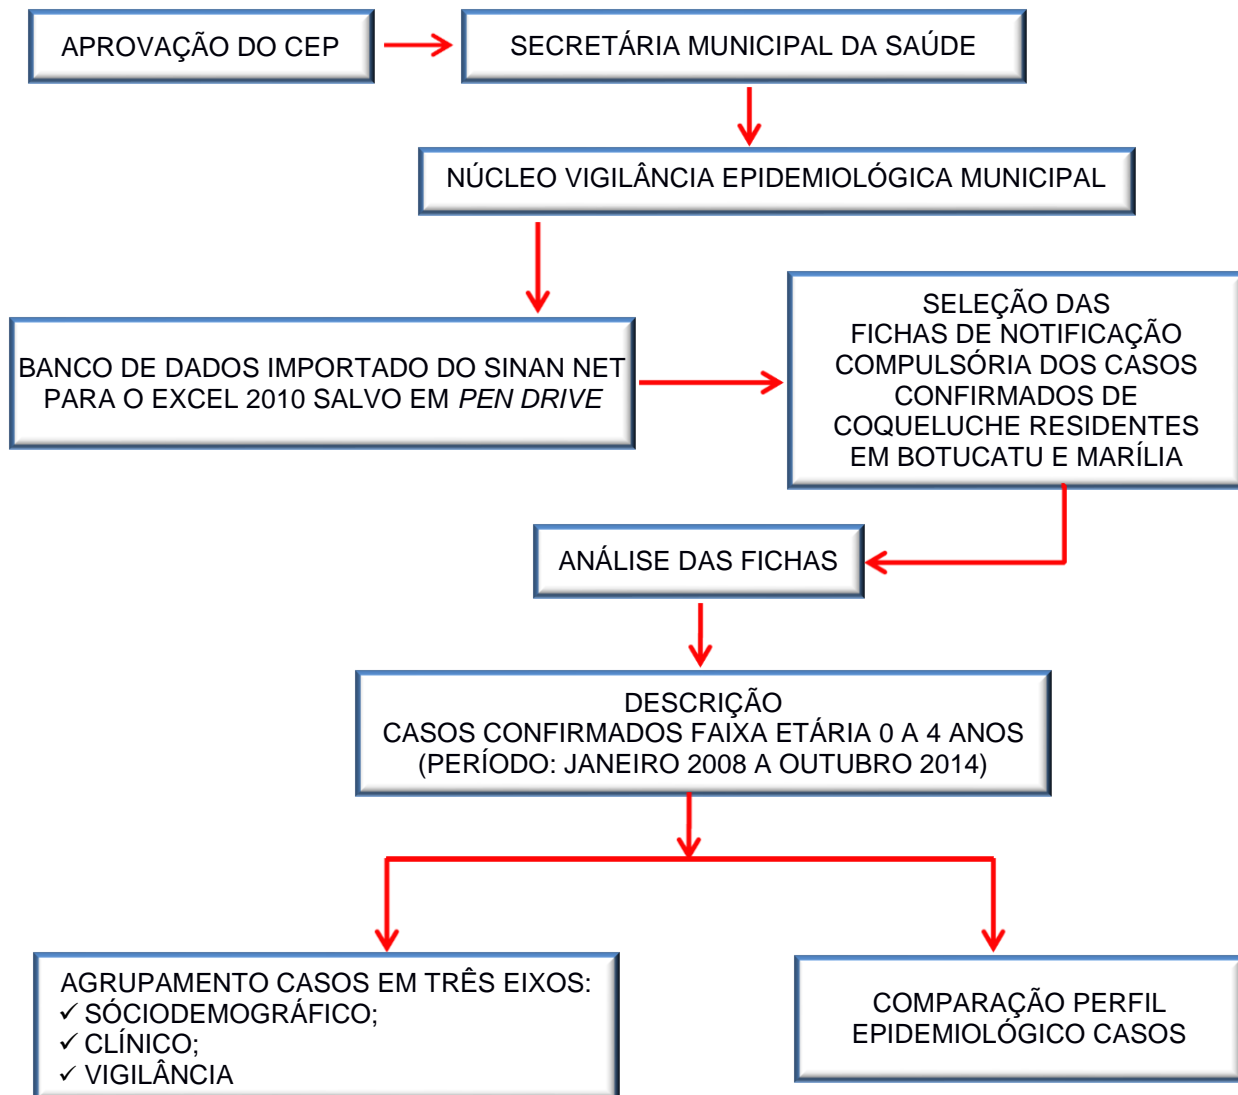 APROVAÇÃO DO CEP
SECRETÁRIA MUNICIPAL DA SAÚDE
NÚCLEO VIGILÂNCIA EPIDEMIOLÓGICA MUNICIPAL
BANCO DE DADOS IMPORTADO DO SINAN NET
PARA O EXCEL 2010 SALVO EM PEN DRIVE
SELEÇÃO DAS
FICHAS DE NOTIFICAÇÃO
COMPULSÓRIA DOS CASOS
CONFIRMADOS DE
COQUELUCHE RESIDENTES
EM BOTUCATU E MARÍLIA
ANÁLISE DAS FICHAS
DESCRIÇÃO
CASOS CONFIRMADOS FAIXA ETÁRIA 0 A 4 ANOS
(PERÍODO: JANEIRO 2008 A OUTUBRO 2014)
AGRUPAMENTO CASOS EM TRÊS EIXOS:
✓ SÓCIODEMOGRÁFICO;
✓ CLÍNICO;
✓ VIGILÂNCIA
COMPARAÇÃO PERFIL
EPIDEMIOLÓGICO CASOS